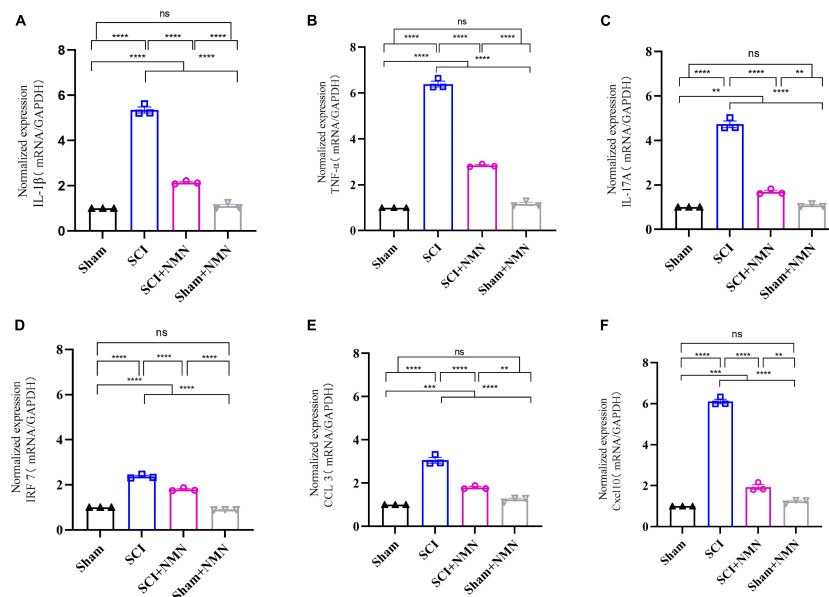 A
ns
**** **** ****
**** ****
Normalized expression
IL-1β ( mRNA/GAPDH)
8
6
4
2
0
Sham
SCI
SCI+NMN
Sham+NMN
B
ns
**** **** ****
**** ****
Normalized expression
TNF-α ( mRNA/GAPDH)
8
6
4
2
0
Sham
SCI
SCI+NMN
Sham+NMN
C
ns
**** **** **
** ****
Normalized expression
IL-17A ( mRNA/GAPDH)
8
6
4
2
0
Sham
SCI
SCI+NMN
Sham+NMN
D
ns
**** **** ****
**** ****
Normalized expression
IRF 7 ( mRNA/GAPDH)
8
6
4
2
0
Sham
SCI
SCI+NMN
Sham+NMN
E
ns
**** **** **
*** ****
Normalized expression
CCL 3 ( mRNA/GAPDH)
8
6
4
2
0
Sham
SCI
SCI+NMN
Sham+NMN
F
ns
**** **** **
*** ****
Normalized expression
Cxcl10 ( mRNA/GAPDH)
8
6
4
2
0
Sham
SCI
SCI+NMN
Sham+NMN